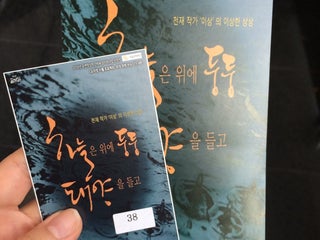 천재 작가 '이상' 의 이상한 상상
하늘은 위에 둥둥
태양을 들고
천재 작가 '이상' 의 이상한 상상
하늘은 위에 둥둥
태양을 들고
38